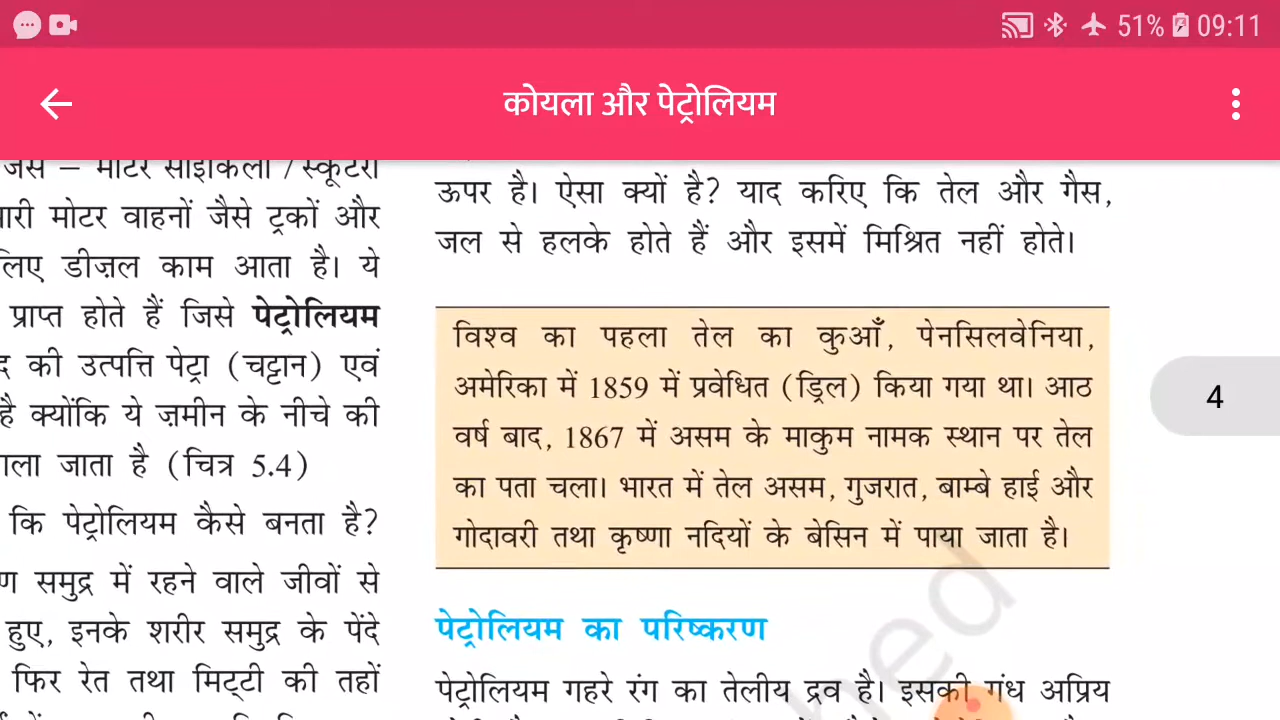 51% 09:11
कोयला और पेट्रोलियम
जैसे – मोटर साइकिलों / स्कूटरों
मोटर वाहनों जैसे ट्रकों और
लिए डीज़ल काम आता है। ये
प्राप्त होते हैं जिसे पेट्रोलियम
की उत्पत्ति पेट्रा (चट्टान) एवं
है क्योंकि ये ज़मीन के नीचे की
जाता है (चित्र 5.4)
कि पेट्रोलियम कैसे बनता है?
समुद्र में रहने वाले जीवों से
हुए, इनके शरीर समुद्र के पेंदे
फिर रेत तथा मिट्टी की तहों
ऊपर है। ऐसा क्यों है? याद करिए कि तेल और गैस,
जल से हलके होते हैं और इसमें मिश्रित नहीं होते।
विश्व का पहला तेल का कुआँ, पेनसिलवेनिया,
अमेरिका में 1859 में प्रवेधित (ड्रिल) किया गया था। आठ
वर्ष बाद, 1867 में असम के माकुम नामक स्थान पर तेल
का पता चला। भारत में तेल असम, गुजरात, बाम्बे हाई और
गोदावरी तथा कृष्णा नदियों के बेसिन में पाया जाता है।
पेट्रोलियम का परिष्करण
पेट्रोलियम गहरे रंग का तेलीय द्रव है। इसकी गंध अप्रिय
4